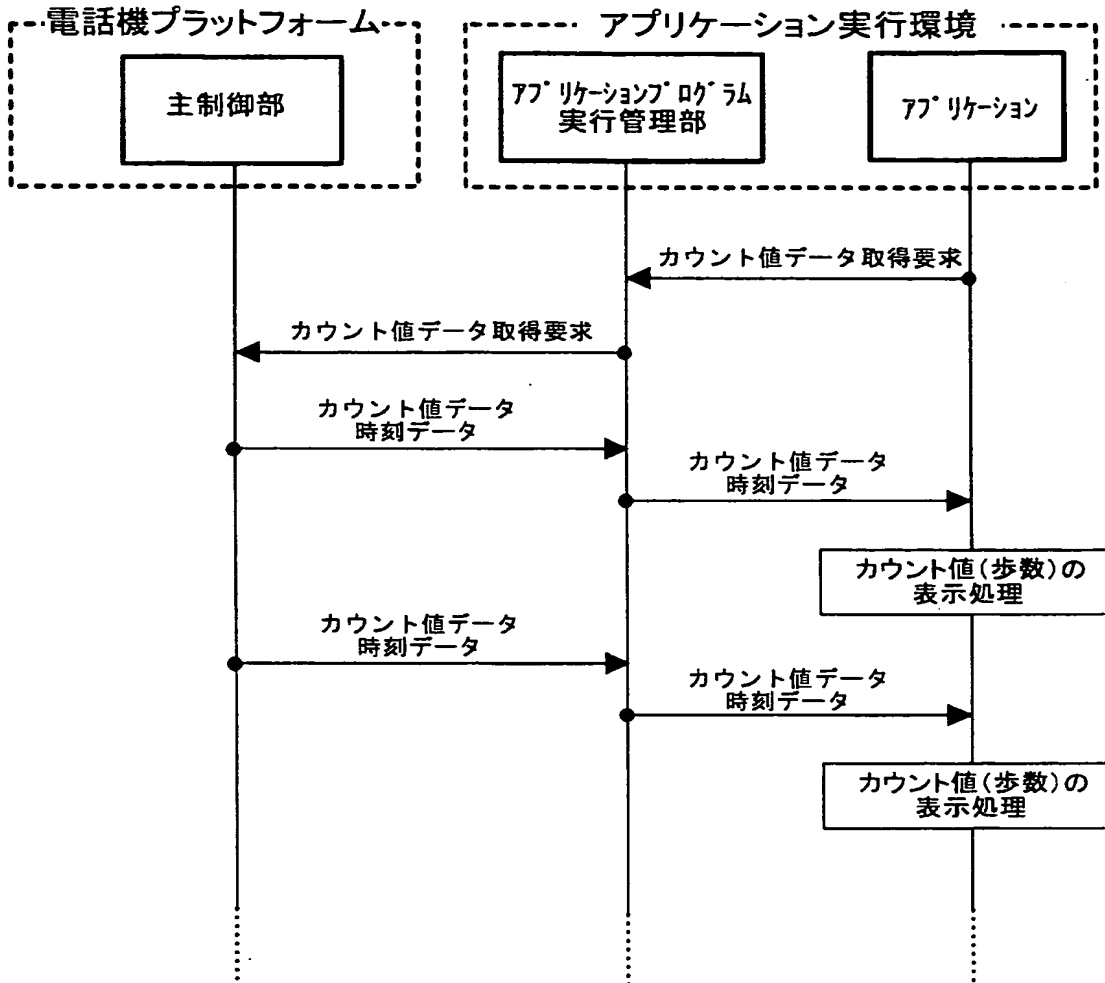 電話機プラットフォーム
アプリケーション実行環境
主制御部
アプリケーションプログラム
実行管理部
アプリケーション
カウント値データ取得要求
カウント値データ取得要求
カウント値データ
時刻データ
カウント値データ
時刻データ
カウント値(歩数)の
表示処理
カウント値データ
時刻データ
カウント値データ
時刻データ
カウント値(歩数)の
表示処理